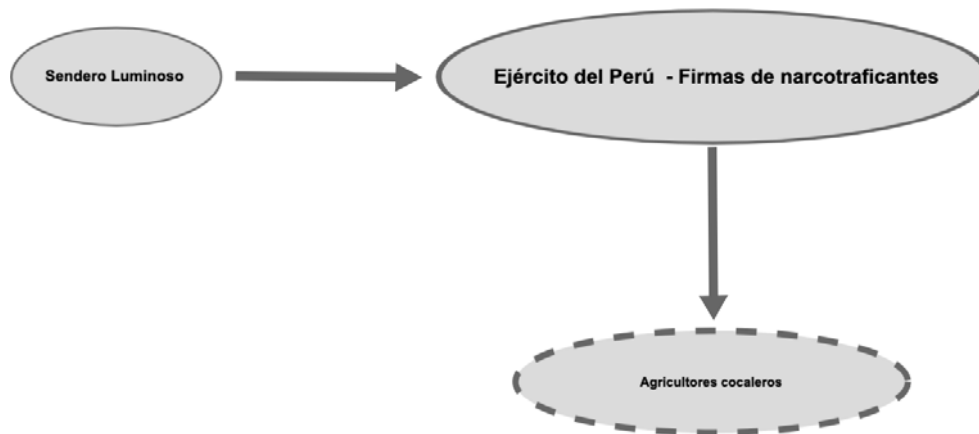 Sendero Luminoso
Ejército del Perú - Firmas de narcotraficantes
Agricultores cocaleros